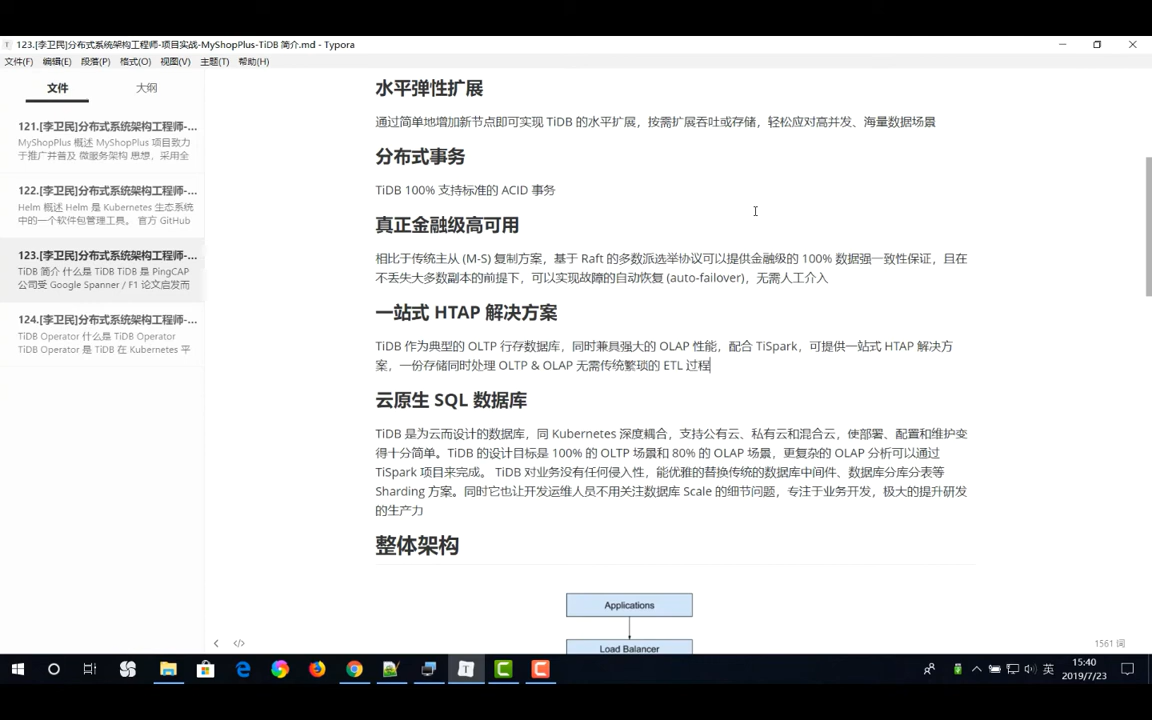 123.[李卫民]分布式系统架构工程师-项目实战-MyShopPlus-TiDB 简介.md - Typora
文件(F) 编辑(E) 段落(P) 格式(O) 视图(V) 主题(T) 帮助(H)
文件 大纲
121.[李卫民]分布式系统架构工程师-...
MyShopPlus 概述 MyShopPlus 项目致力
于推广并普及 微服务架构 思想，采用全
122.[李卫民]分布式系统架构工程师-...
Helm 概述 Helm 是 Kubernetes 生态系统
中的一个软件包管理工具。 官方 GitHub
123.[李卫民]分布式系统架构工程师-...
TiDB 简介 什么是 TiDB TiDB 是 PingCAP
公司受 Google Spanner / F1 论文启发而
124.[李卫民]分布式系统架构工程师-...
TiDB Operator 什么是 TiDB Operator
TiDB Operator 是 TiDB 在 Kubernetes 平
水平弹性扩展
通过简单地增加新节点即可实现 TiDB 的水平扩展，按需扩展吞吐或存储，轻松应对高并发、海量数据场景
分布式事务
TiDB 100% 支持标准的 ACID 事务
真正金融级高可用
相比于传统主从 (M-S) 复制方案，基于 Raft 的多数派选举协议可以提供金融级的 100% 数据强一致性保证，且在
不丢失大多数副本的前提下，可以实现故障的自动恢复 (auto-failover)，无需人工介入
一站式 HTAP 解决方案
TiDB 作为典型的 OLTP 行存数据库，同时兼具强大的 OLAP 性能，配合 TiSpark，可提供一站式 HTAP 解决方
案，一份存储同时处理 OLTP & OLAP 无需传统繁琐的 ETL 过程
云原生 SQL 数据库
TiDB 是为云而设计的数据库，同 Kubernetes 深度耦合，支持公有云、私有云和混合云，使部署、配置和维护变
得十分简单。TiDB 的设计目标是 100% 的 OLTP 场景和 80% 的 OLAP 场景，更复杂的 OLAP 分析可以通过
TiSpark 项目来完成。 TiDB 对业务没有任何侵入性，能优雅的替换传统的数据库中间件、数据库分库分表等
Sharding 方案。同时它也让开发运维人员不用关注数据库 Scale 的细节问题，专注于业务开发，极大的提升研发
的生产力
整体架构
Applications
Load Balancer
1561 词
英
15:40
2019/7/23